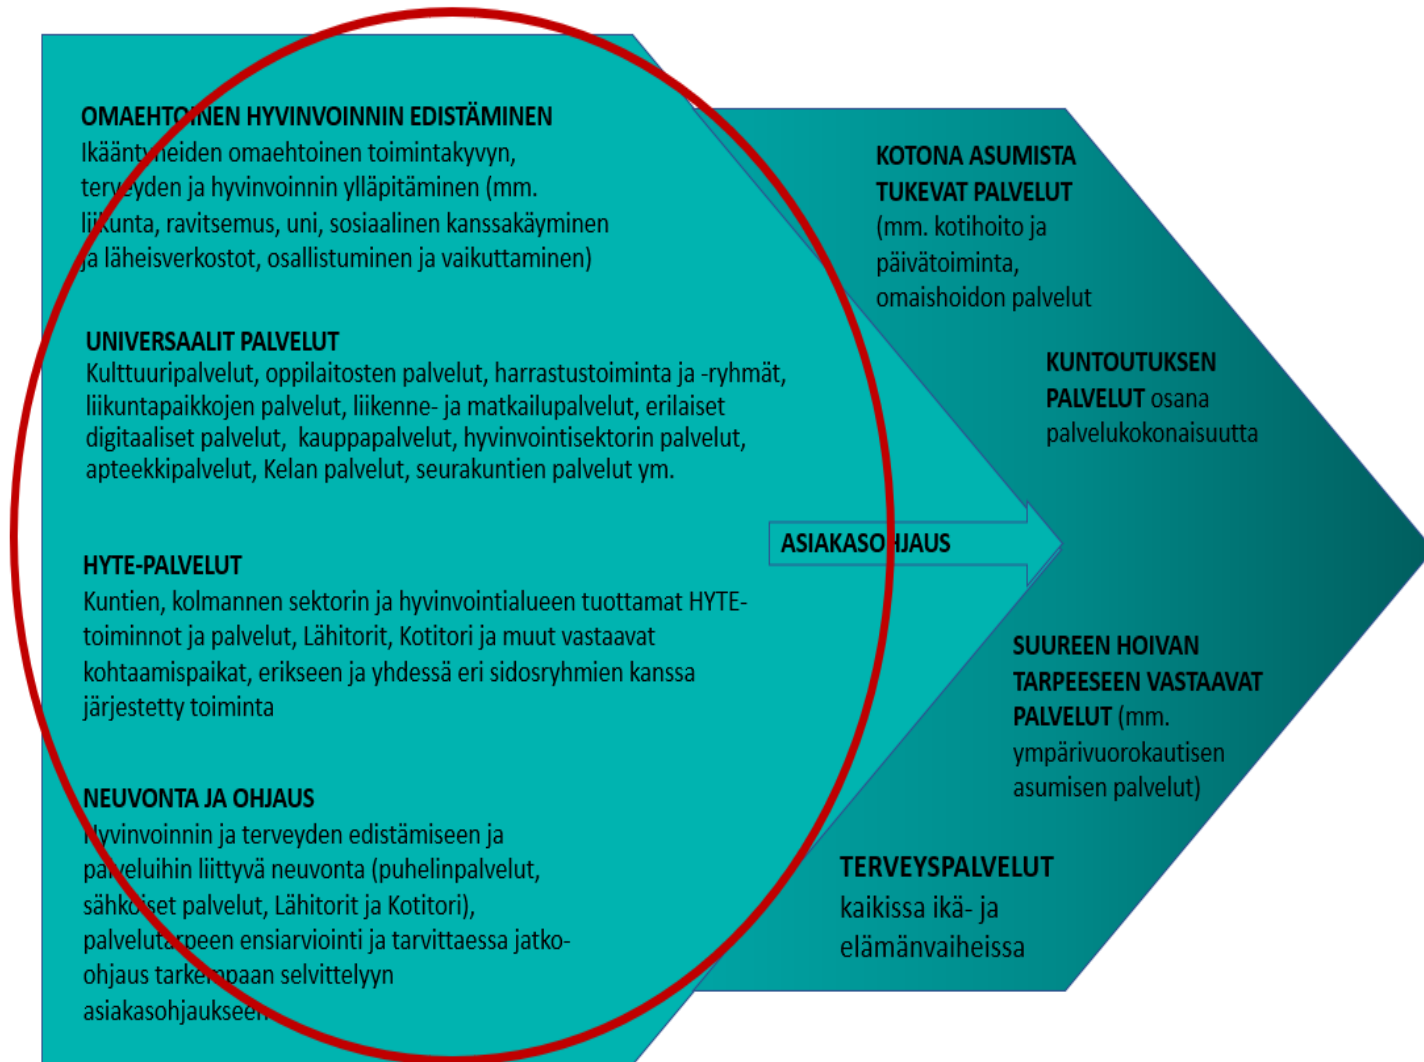 OMAEHTOINEN HYVINVOINNIN EDISTÄMINEN
Ikääntyneiden omaehtoinen toimintakyvyn,
terveyden ja hyvinvoinnin ylläpitäminen (mm.
liikunta, ravitsemus, uni, sosiaalinen kanssakäyminen
ja läheisverkostot, osallistuminen ja vaikuttaminen)
UNIVERSAALIT PALVELUT
Kulttuuripalvelut, oppilaitosten palvelut, harrastustoiminta ja -ryhmät,
liikuntapaikkojen palvelut, liikenne- ja matkailupalvelut, erilaiset
digitaaliset palvelut, kauppapalvelut, hyvinvointisektorin palvelut,
apteekkipalvelut, Kelan palvelut, seurakuntien palvelut ym.
HYTE-PALVELUT
Kuntien, kolmannen sektorin ja hyvinvointialueen tuottamat HYTE-
toiminnot ja palvelut, Lähitorit, Kotitori ja muut vastaavat
kohtaamispaikat, erikseen ja yhdessä eri sidosryhmien kanssa
järjestetty toiminta
NEUVONTA JA OHJAUS
Hyvinvoinnin ja terveyden edistämiseen ja
palveluihin liittyvä neuvonta (puhelinpalvelut,
sähköiset palvelut, Lähitorit ja Kotitori),
palvelutarpeen ensiarviointi ja tarvittaessa jatko-
ohjaus tarkempaan selvittelyyn
asiakasohjaukseen
ASIAKASOHJAUS
KOTONA ASUMISTA
TUKEVAT PALVELUT
(mm. kotihoito ja
päivätoiminta,
omaishoidon palvelut
KUNTOUTUKSEN
PALVELUT osana
palvelukokonaisuutta
SUUREEN HOIVAN
TARPEESEEN VASTAAVAT
PALVELUT (mm.
ympärivuorokautisen
asumisen palvelut)
TERVEYSPALVELUT
kaikissa ikä- ja
elämänvaiheissa